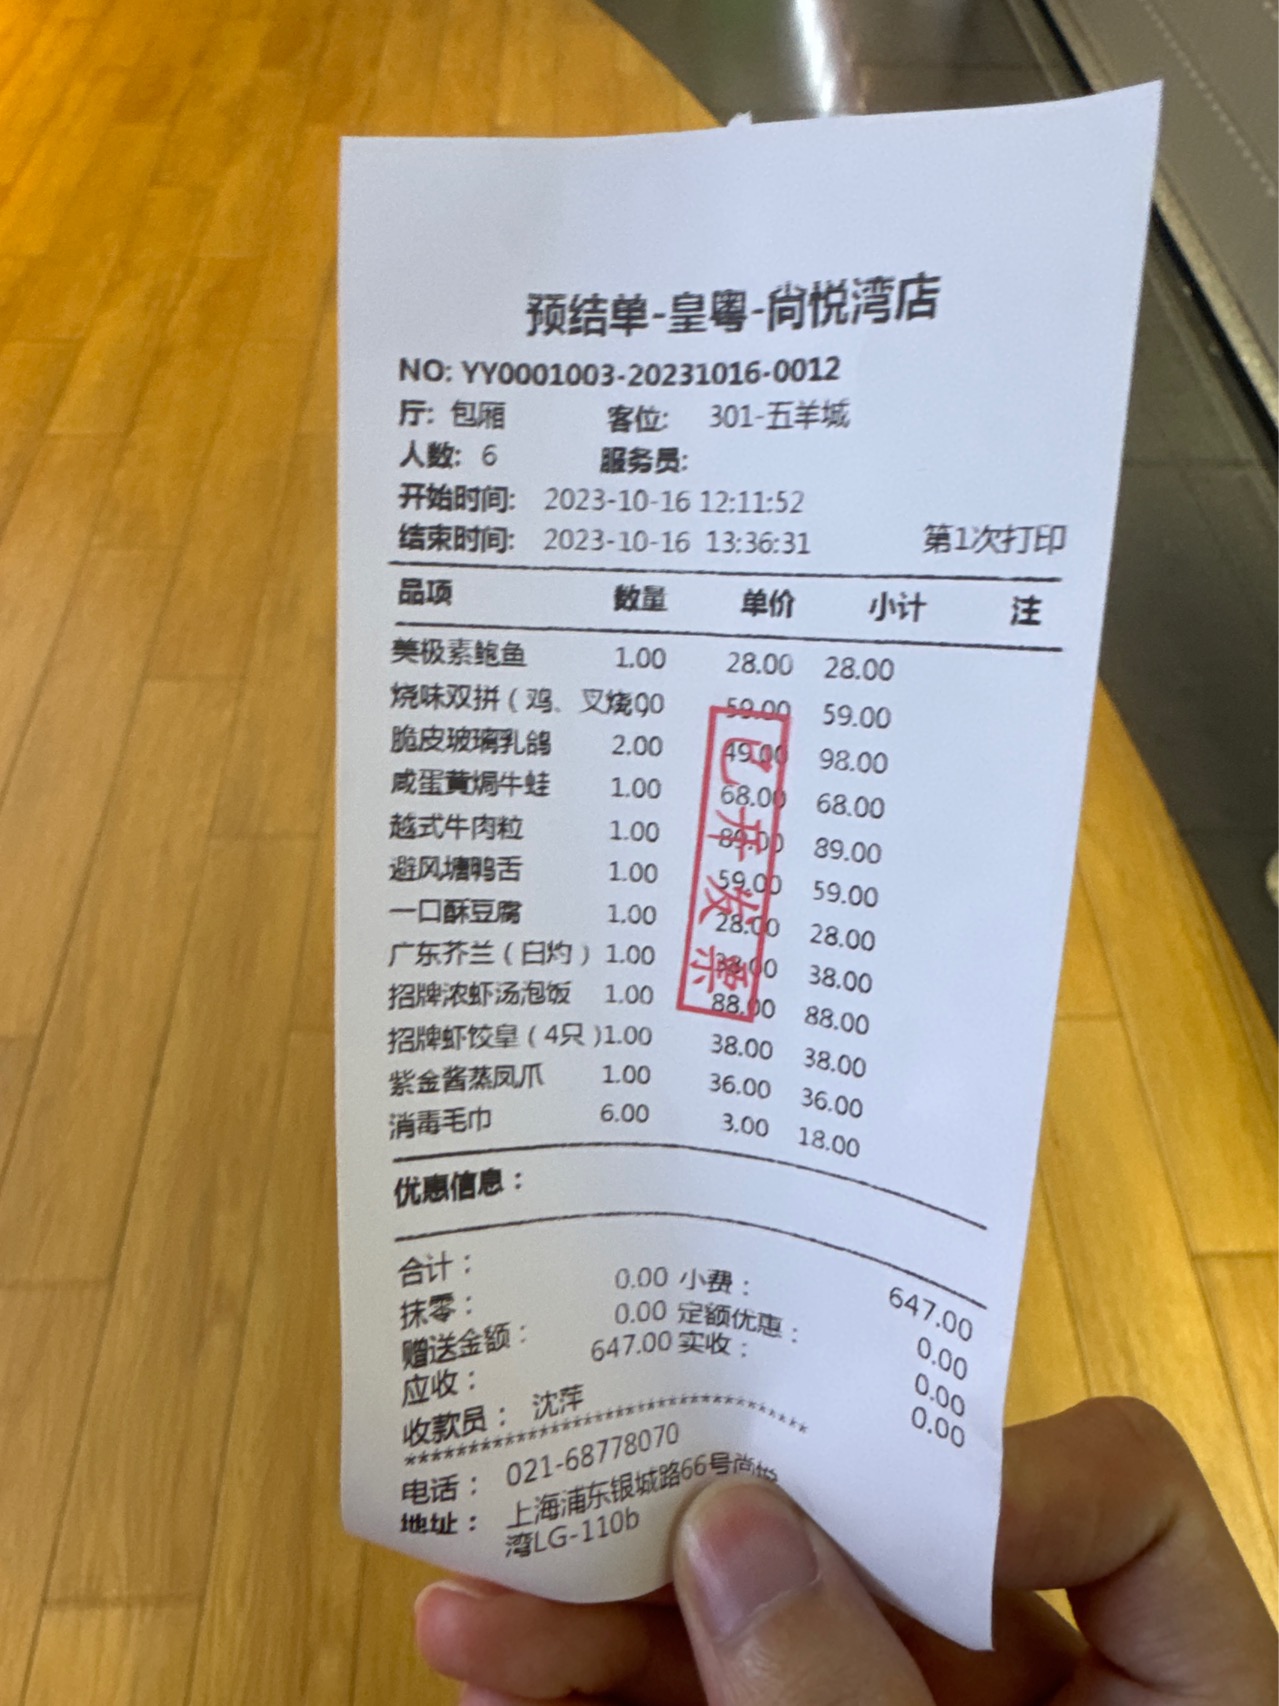 预结单-皇粤-尚悦湾店
NO: YY0001003-20231016-0012
厅: 包厢 客位: 301-五羊城
人数: 6 服务员:
开始时间: 2023-10-16 12:11:52
结束时间: 2023-10-16 13:36:31 第1次打印
品项 数量 单价 小计 注
美极素鲍鱼 1.00 28.00 28.00
烧味双拼（鸡、叉烧）00 59.00 59.00
脆皮玻璃乳鸽 2.00 49.00 98.00
咸蛋黄焗牛蛙 1.00 68.00 68.00
越式牛肉粒 1.00 89.00 89.00
避风塘鸭舌 1.00 59.00 59.00
一口酥豆腐 1.00 28.00 28.00
广东芥兰（白灼）1.00 38.00 38.00
招牌浓虾汤泡饭 1.00 88.00 88.00
招牌虾饺皇（4只）1.00 38.00 38.00
紫金酱蒸凤爪 1.00 36.00 36.00
消毒毛巾 6.00 3.00 18.00
已开发票
优惠信息：
合计： 647.00
抹零： 0.00 小费： 0.00
赠送金额： 0.00 定额优惠： 0.00
应收： 647.00 实收： 0.00
收款员： 沈萍
电话： 021-68778070
地址： 上海浦东银城路66号尚悦
湾LG-110b